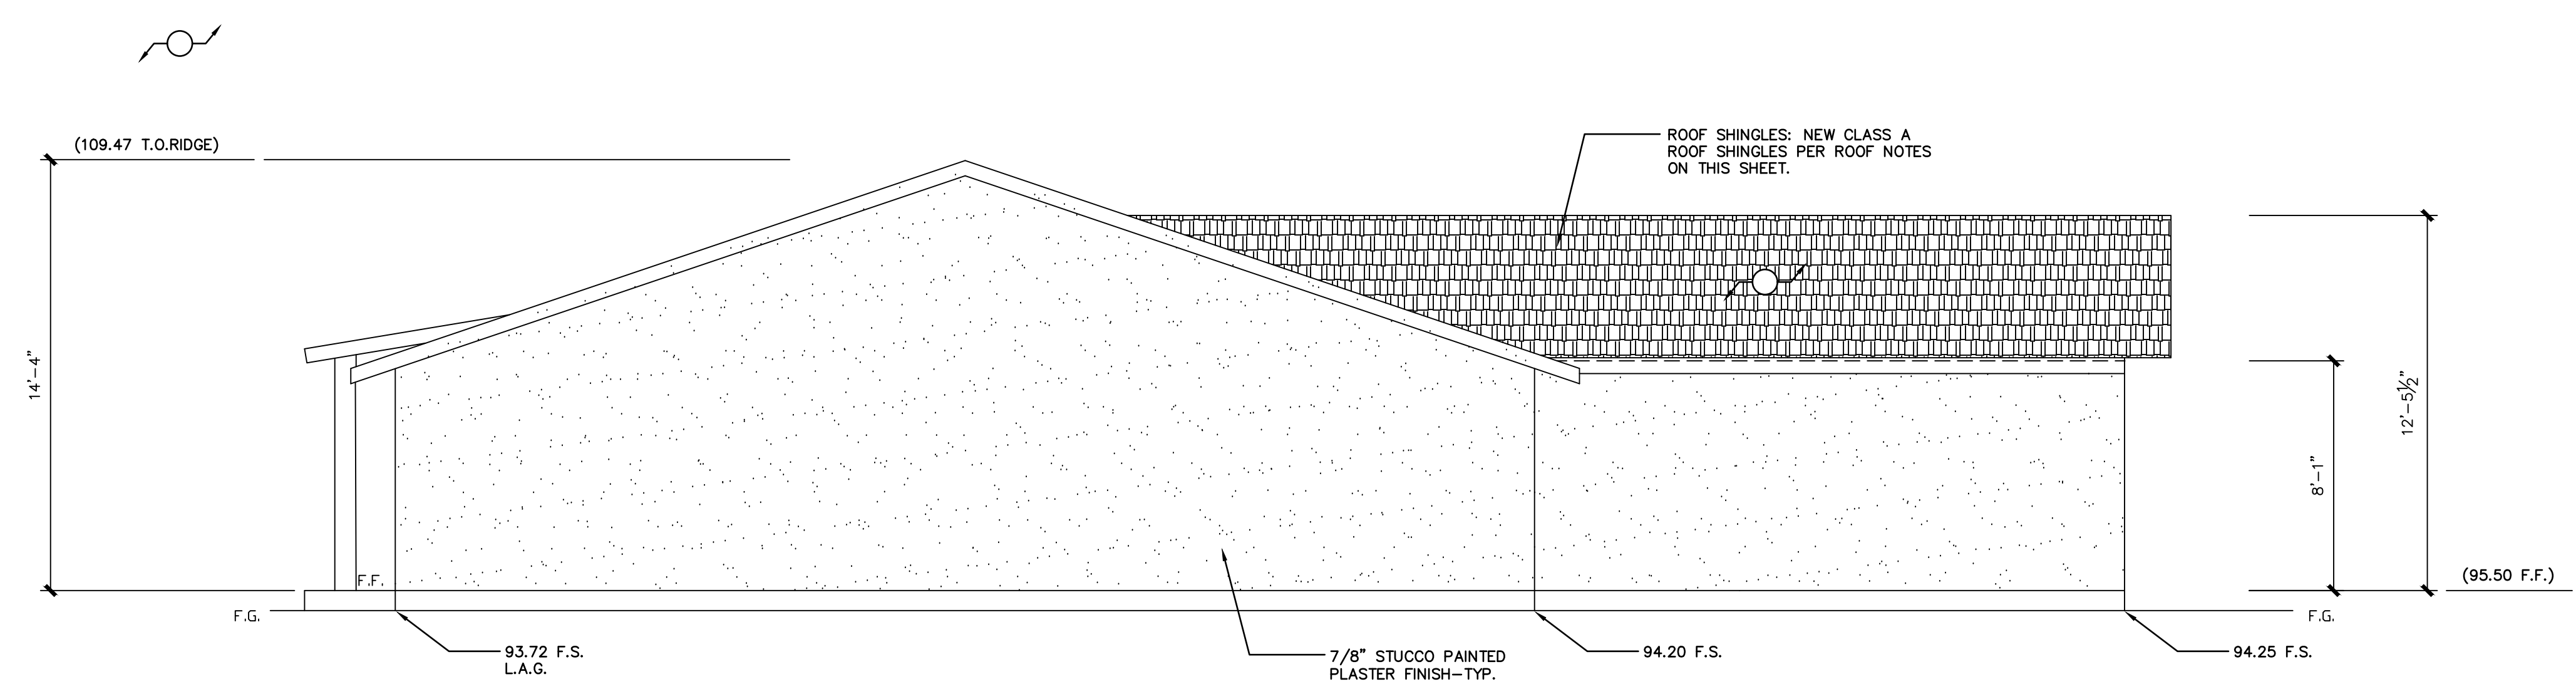 (109.47 T.O.RIDGE)
ROOF SHINGLES: NEW CLASS A
ROOF SHINGLES PER ROOF NOTES
ON THIS SHEET.
14'-4"
12'-5½"
8'-1"
(95.50 F.F.)
F.F.
F.G.
F.G.
93.72 F.S.
L.A.G.
7/8" STUCCO PAINTED
PLASTER FINISH-TYP.
94.20 F.S.
94.25 F.S.